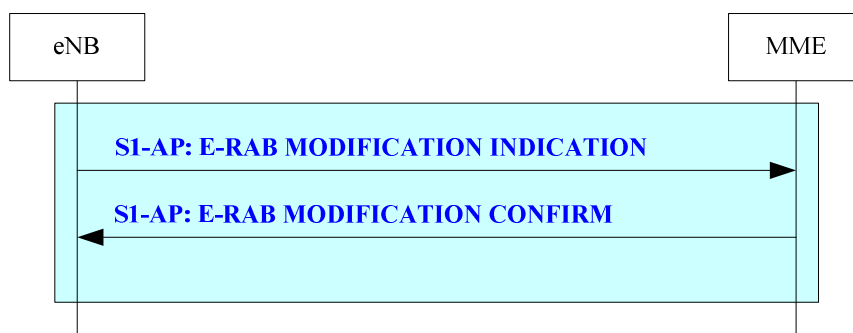 eNB
MME
S1-AP: E-RAB MODIFICATION INDICATION
S1-AP: E-RAB MODIFICATION CONFIRM